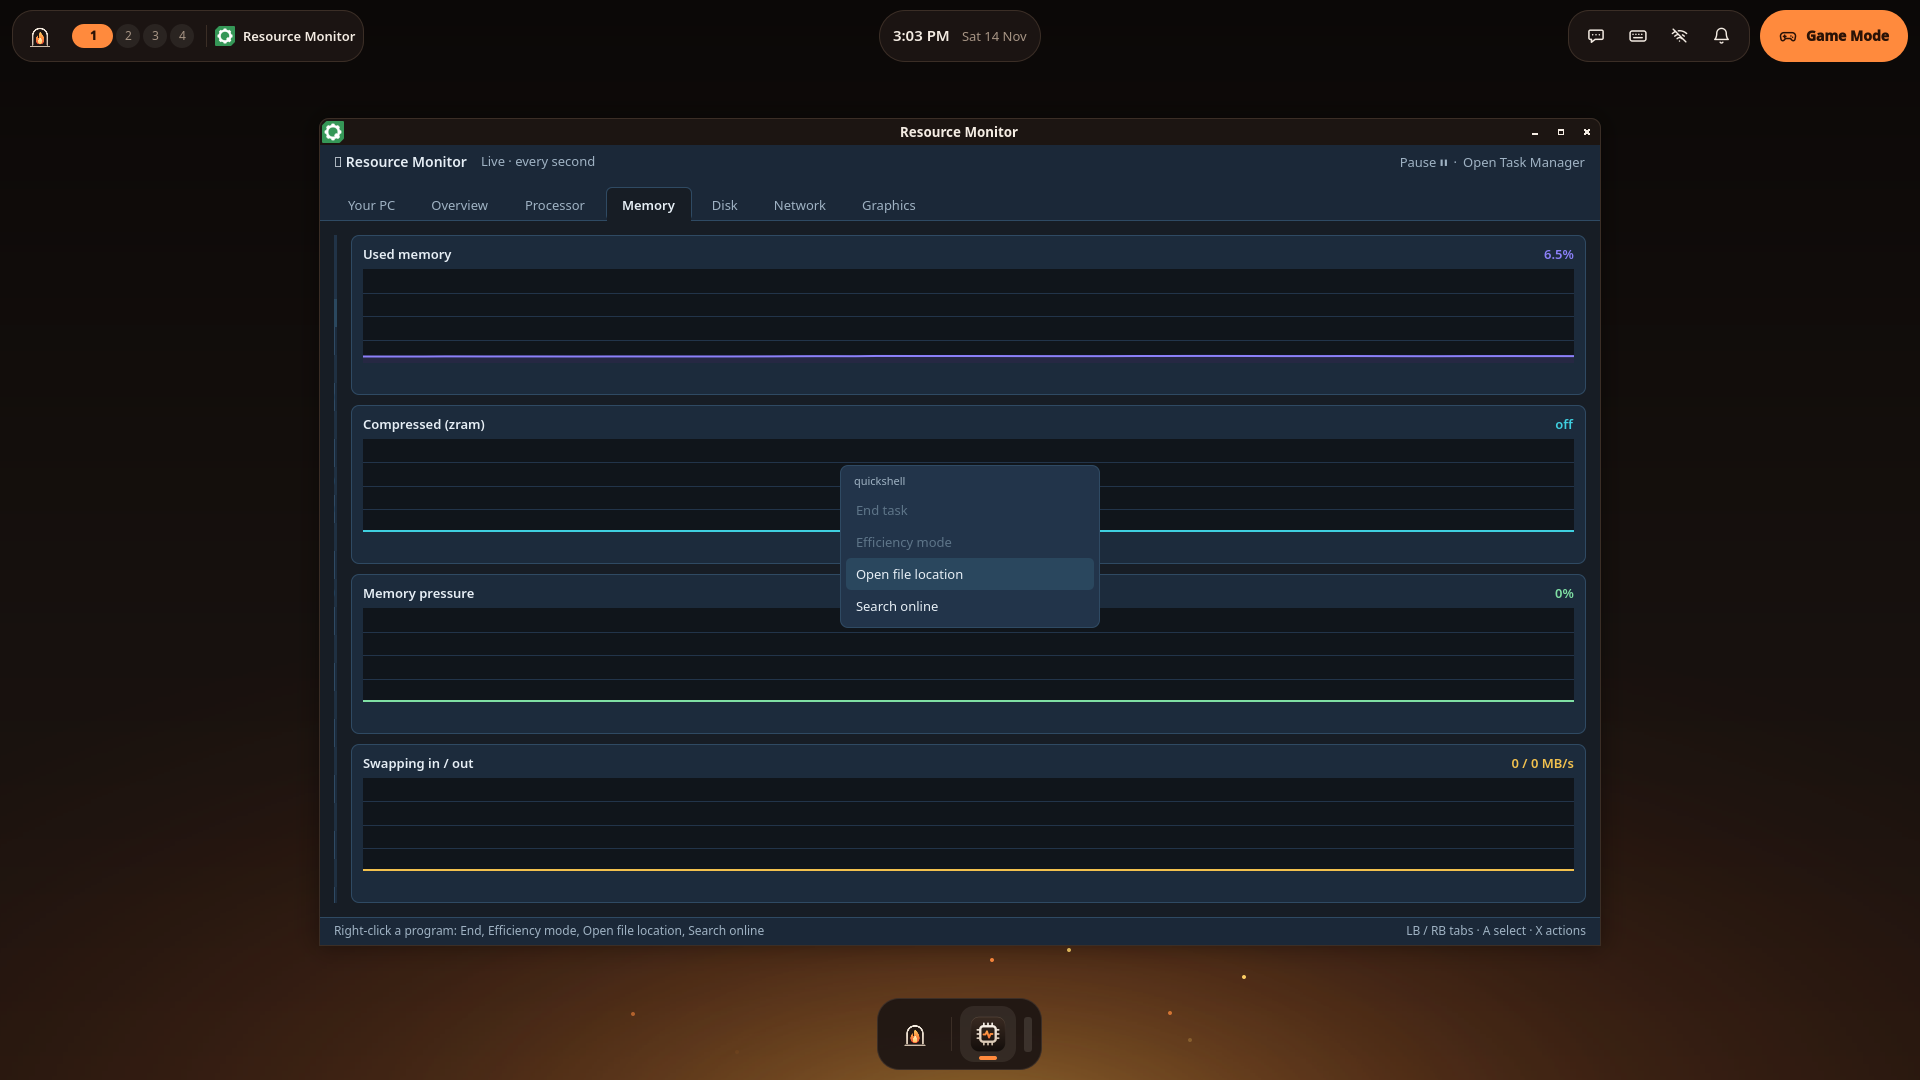 1 2 3 4 Resource Monitor
3:03 PM Sat 14 Nov
Game Mode
Resource Monitor
Resource Monitor Live · every second
Pause · Open Task Manager
Your PC Overview Processor Memory Disk Network Graphics
Used memory 6.5%
Compressed (zram) off
quickshell
End task
Efficiency mode
Open file location
Search online
Memory pressure 0%
Swapping in / out 0 / 0 MB/s
Right-click a program: End, Efficiency mode, Open file location, Search online
LB / RB tabs · A select · X actions